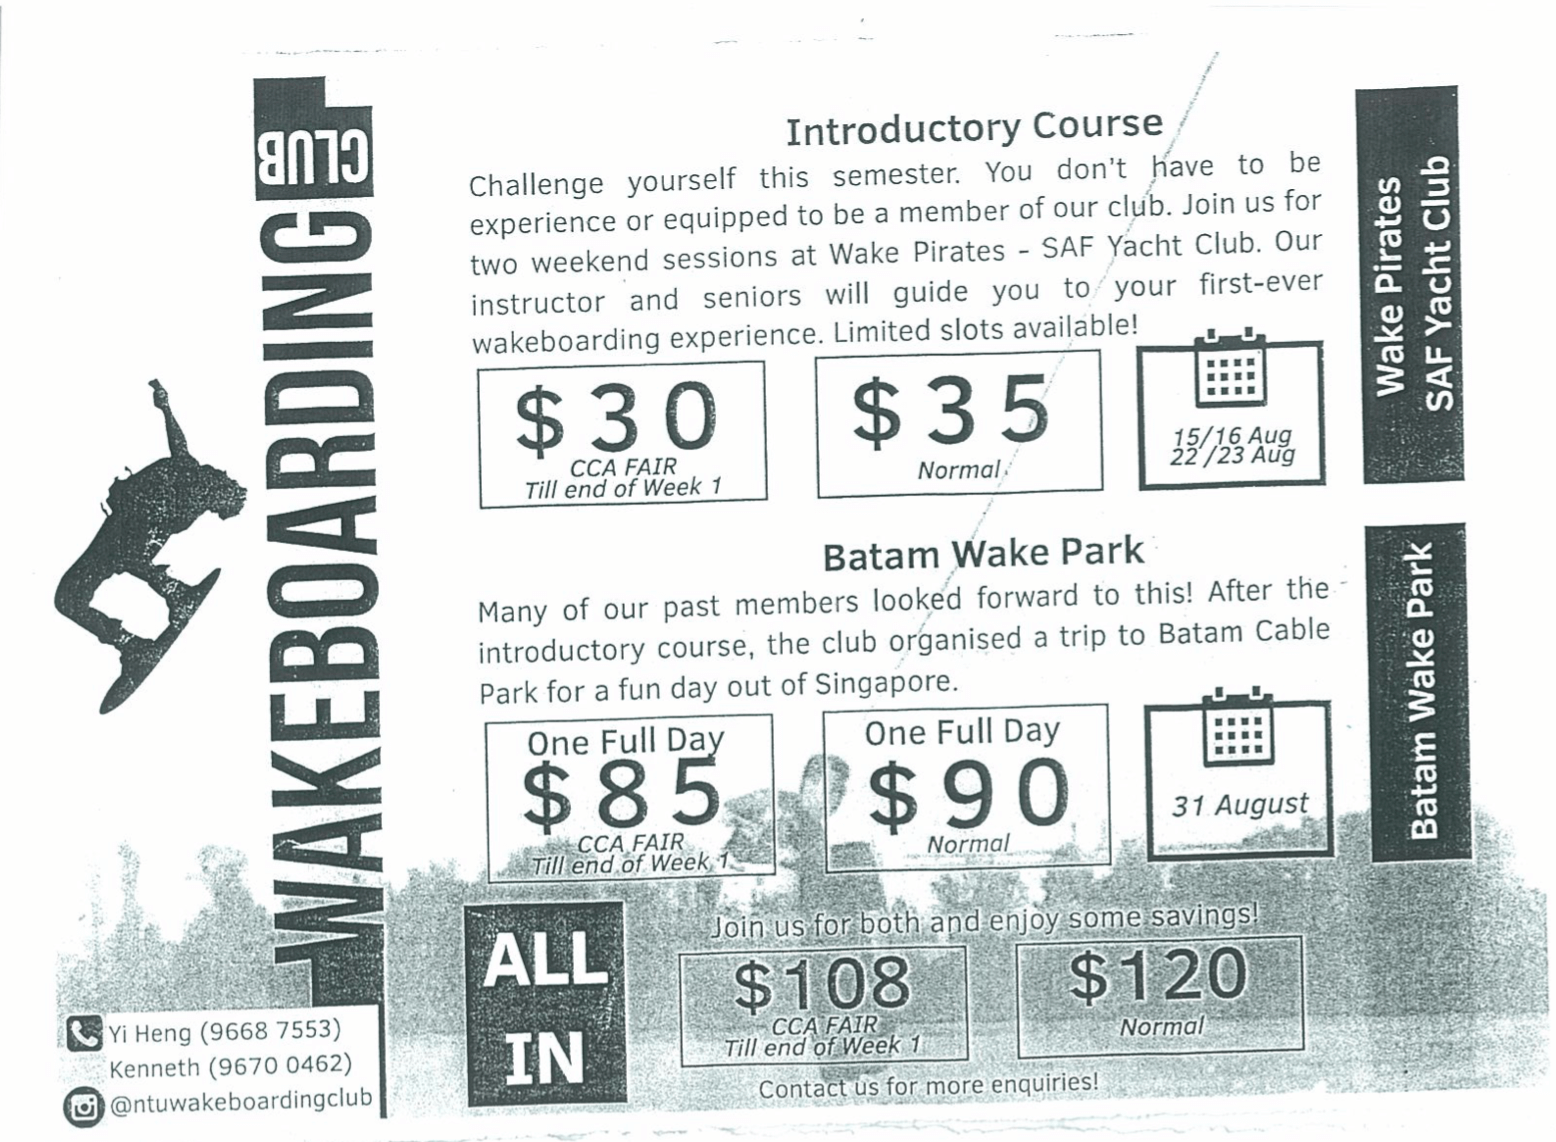 WAKEBOARDING CLUB
Introductory Course
Challenge yourself this semester. You don't have to be
experience or equipped to be a member of our club. Join us for
two weekend sessions at Wake Pirates - SAF Yacht Club. Our
instructor and seniors will guide you to your first-ever
wakeboarding experience. Limited slots available!
$30
CCA FAIR
Till end of Week 1
$35
Normal
15/16 Aug
22/23 Aug
Wake Pirates
SAF Yacht Club
Batam Wake Park
Many of our past members looked forward to this! After the
introductory course, the club organised a trip to Batam Cable
Park for a fun day out of Singapore.
One Full Day
$85
CCA FAIR
Till end of Week 1
One Full Day
$90
Normal
31 August
Batam Wake Park
ALL
IN
Join us for both and enjoy some savings!
$108
CCA FAIR
Till end of Week 1
$120
Normal
Contact us for more enquiries!
Yi Heng (9668 7553)
Kenneth (9670 0462)
@ntuwakeboardingclub